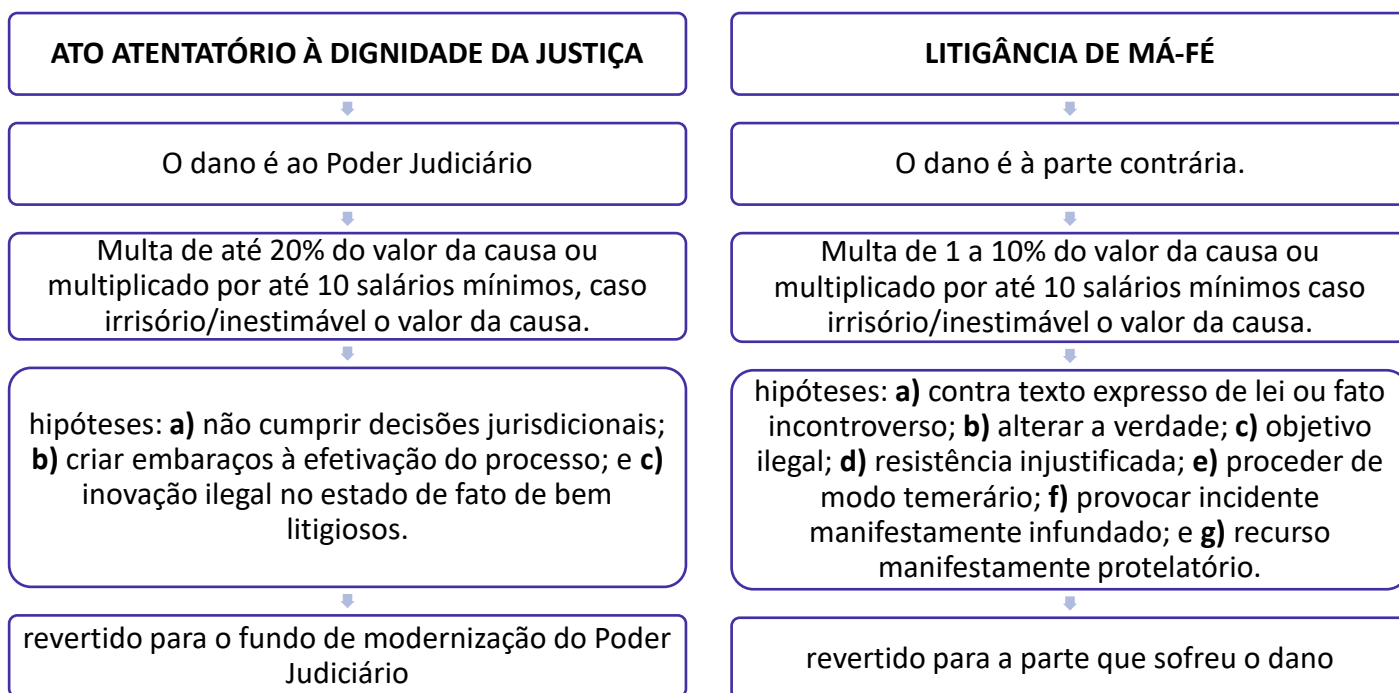 ATO ATENTATÓRIO À DIGNIDADE DA JUSTIÇA
O dano é ao Poder Judiciário
Multa de até 20% do valor da causa ou
multiplicado por até 10 salários mínimos, caso
irrisório/inestimável o valor da causa.
hipóteses: a) não cumprir decisões jurisdicionais;
b) criar embaraços à efetivação do processo; e c)
inovação ilegal no estado de fato de bem
litigiosos.
revertido para o fundo de modernização do Poder
Judiciário
LITIGÂNCIA DE MÁ-FÉ
O dano é à parte contrária.
Multa de 1 a 10% do valor da causa ou
multiplicado por até 10 salários mínimos caso
irrisório/inestimável o valor da causa.
hipóteses: a) contra texto expresso de lei ou fato
incontroverso; b) alterar a verdade; c) objetivo
ilegal; d) resistência injustificada; e) proceder de
modo temerário; f) provocar incidente
manifestamente infundado; e g) recurso
manifestamente protelatório.
revertido para a parte que sofreu o dano